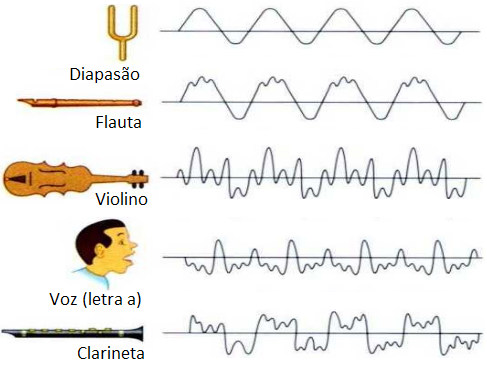 Diapasão
Flauta
Violino
Voz (letra a)
Clarineta